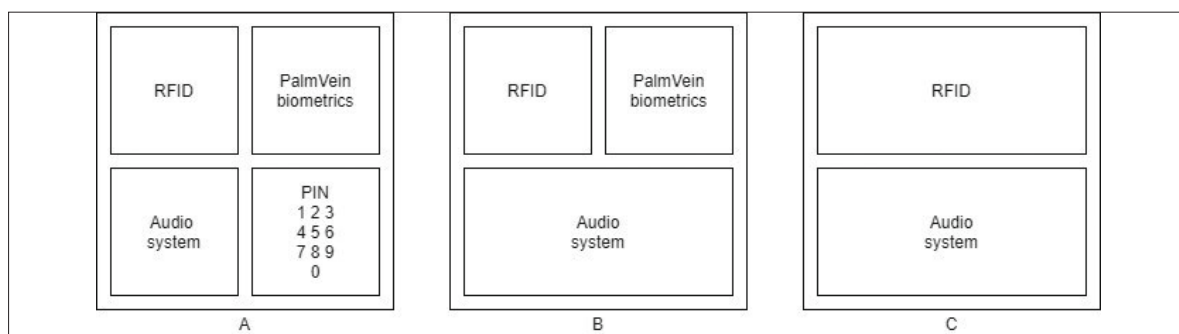 RFID
PalmVein
biometrics
Audio
system
PIN
1 2 3
4 5 6
7 8 9
0
A
RFID
PalmVein
biometrics
Audio
system
B
RFID
Audio
system
C